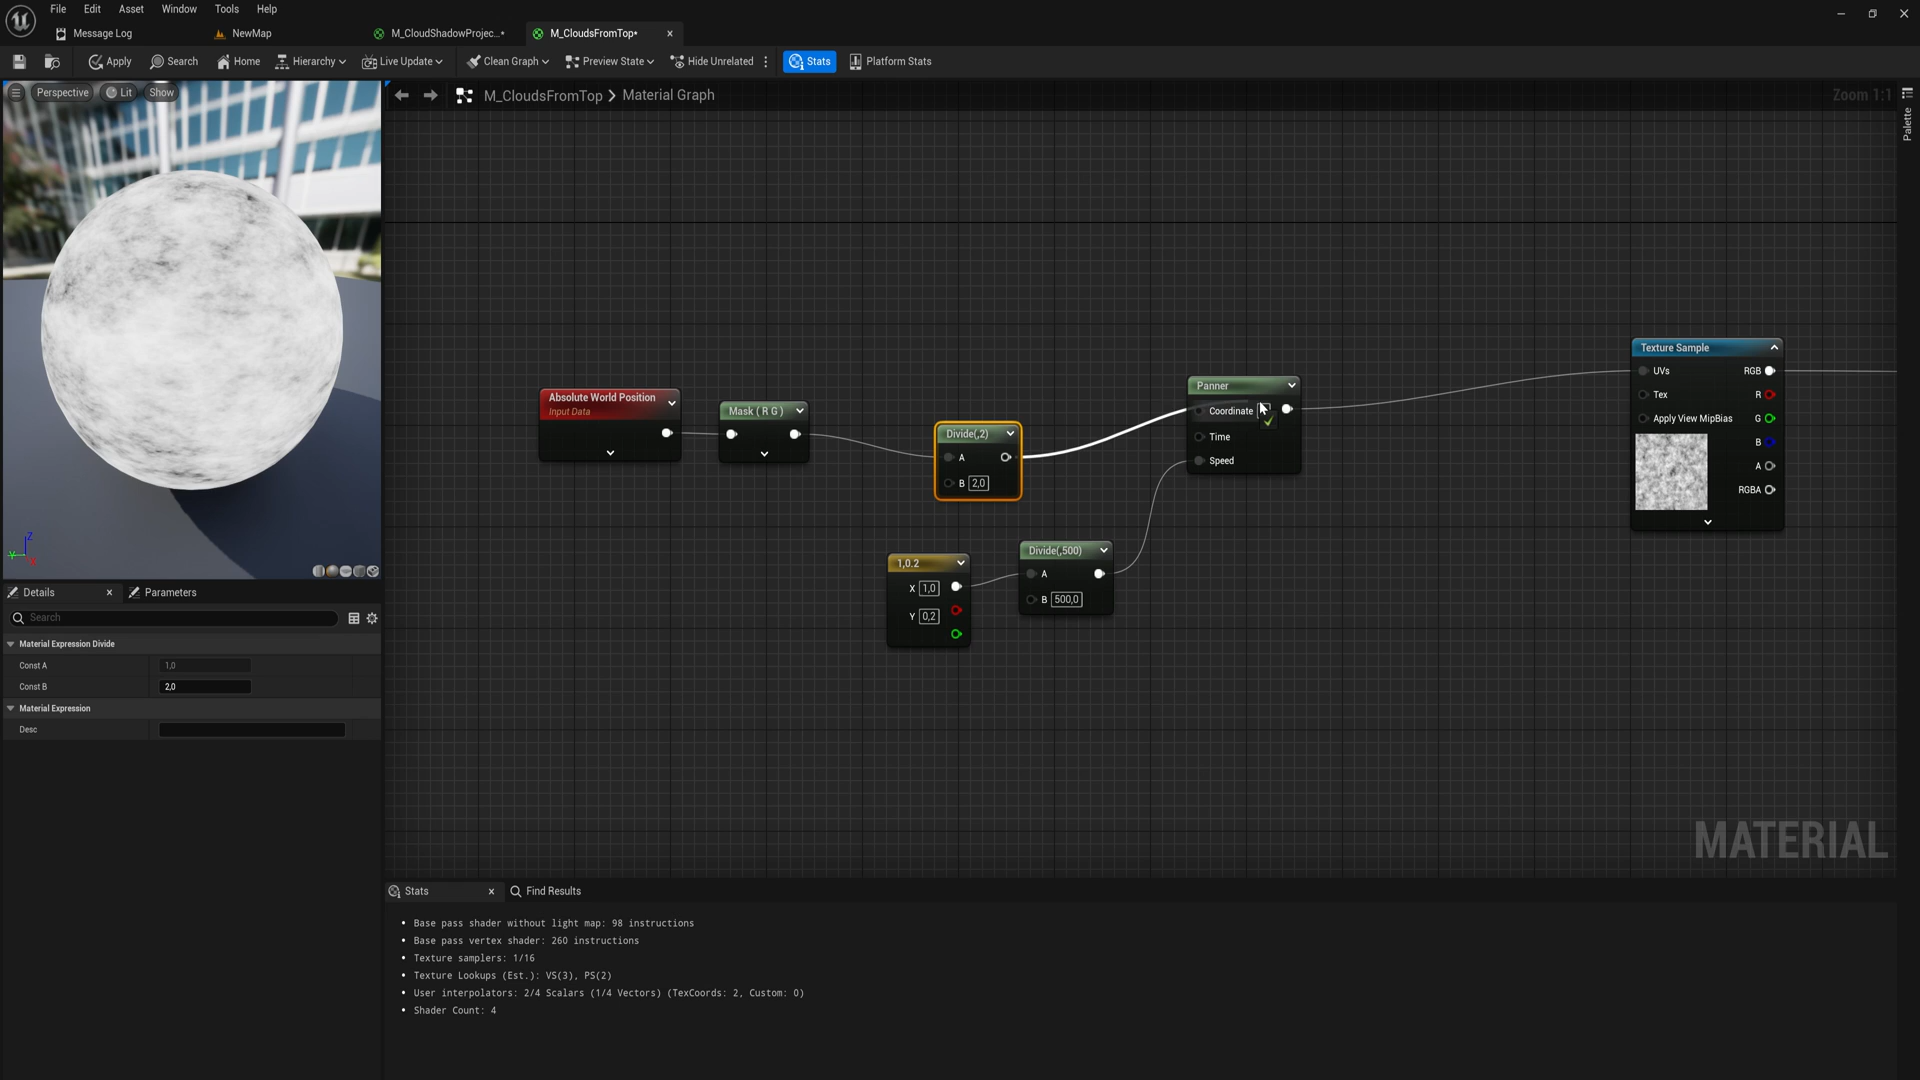 File Edit Asset Window Tools Help
Message Log NewMap M_CloudShadowProjec...* M_CloudsFromTop*
Apply Search Home Hierarchy Live Update Clean Graph Preview State Hide Unrelated Stats Platform Stats
Perspective Lit Show
M_CloudsFromTop Material Graph
Zoom 1:1
Palette
Absolute World Position
Input Data
Mask ( R G )
Divide(,2)
A
B 2,0
Panner
Coordinate
Time
Speed
Texture Sample
UVs RGB
Tex R
Apply View MipBias G
B
A
RGBA
1,0.2
X 1,0
Y 0,2
Divide(,500)
A
B 500,0
Z
Y
X
MATERIAL
Details Parameters
Search
Material Expression Divide
Const A 1,0
Const B 2,0
Material Expression
Desc
Stats Find Results
• Base pass shader without light map: 98 instructions
• Base pass vertex shader: 260 instructions
• Texture samplers: 1/16
• Texture Lookups (Est.): VS(3), PS(2)
• User interpolators: 2/4 Scalars (1/4 Vectors) (TexCoords: 2, Custom: 0)
• Shader Count: 4